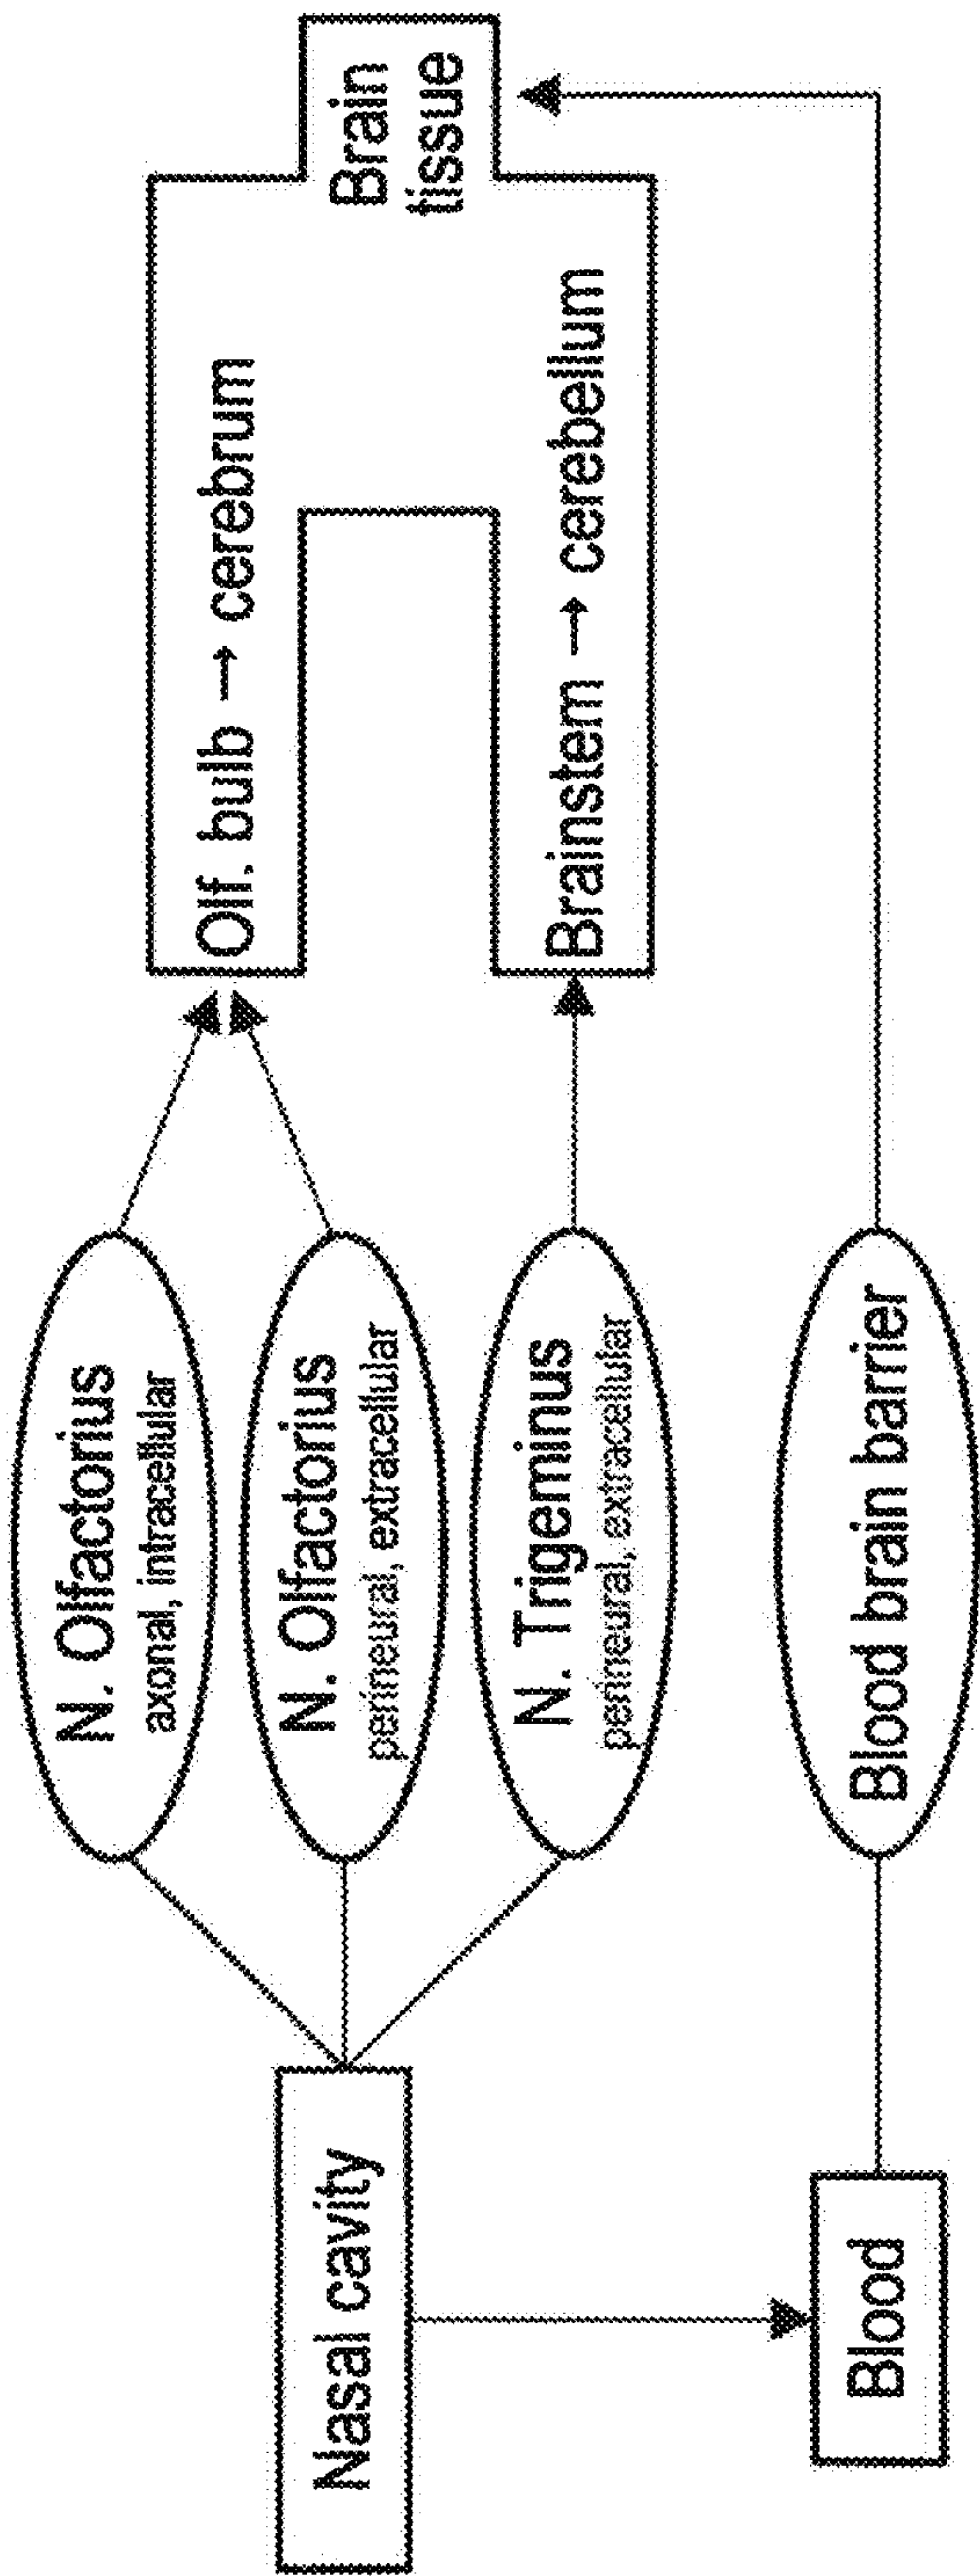 Nasal cavity
N. Olfactorius
axonal, intracellular
N. Olfactorius
perineural, extracellular
N. Trigeminus
perineural, extracellular
Olf. bulb → cerebrum
Brainstem → cerebellum
Brain
tissue
Blood
Blood brain barrier